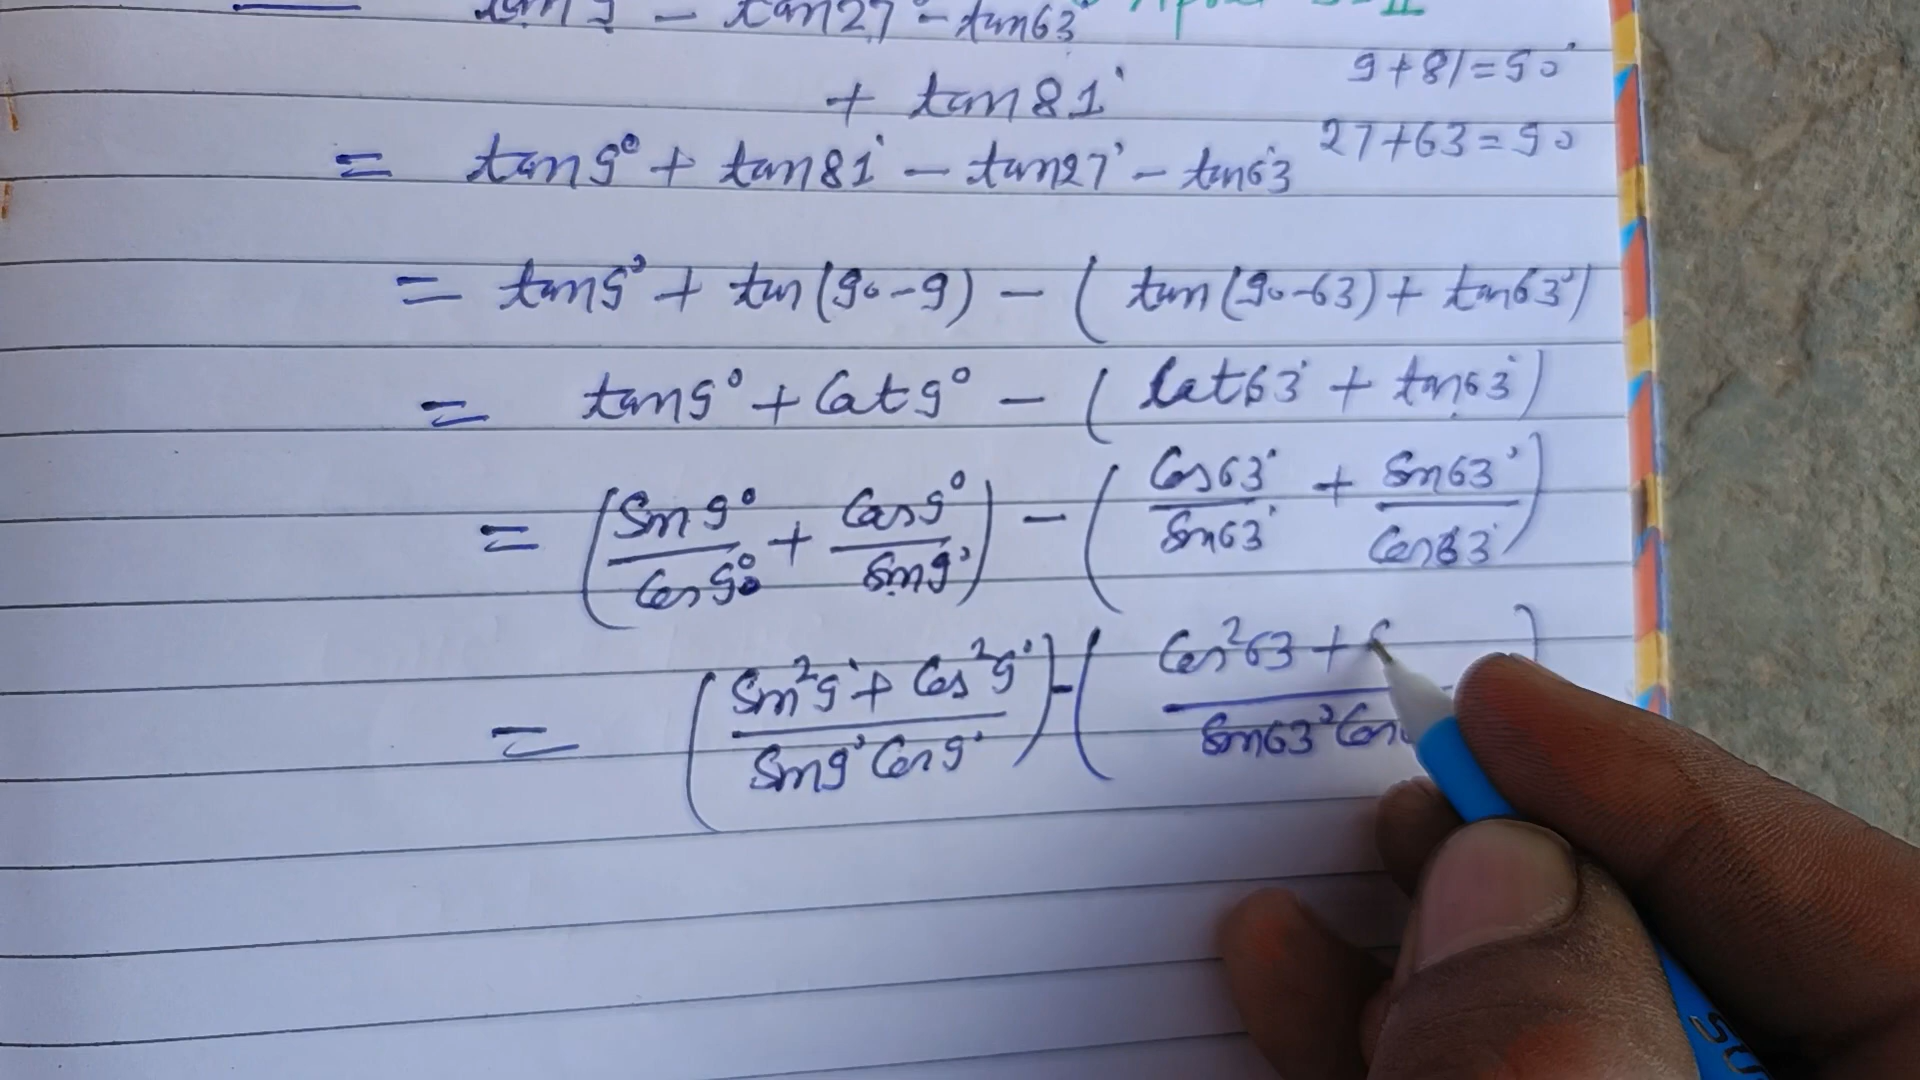 tan9 - tan27° - tan63°
+ tan81°
9+81=90°
27+63=90
= tan9° + tan81° - tan27° - tan63
= tan9° + tan(90-9) - (tan(90-63) + tan63°)
= tan9° + Cot9° - (Cot63° + tan63°)
= (Sin9°/Cos9° + Cos9°/Sin9°) - (Cos63°/Sin63° + Sin63°/Cos63°)
= (Sin²9° + Cos²9°/Sin9°Cos9°) - (Cos²63 + /Sin63°Cos)